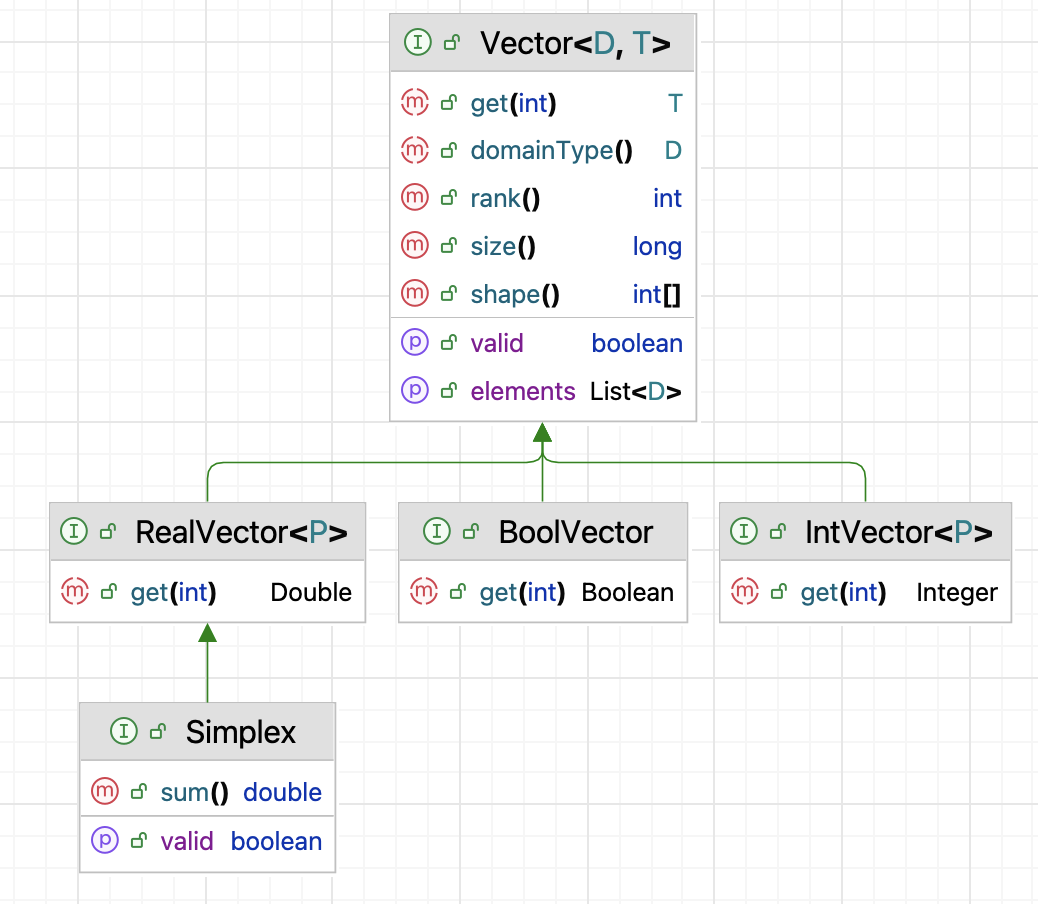 I Vector<D, T>
m get(int) T
m domainType() D
m rank() int
m size() long
m shape() int[]
p valid boolean
p elements List<D>
I RealVector<P>
m get(int) Double
I BoolVector
m get(int) Boolean
I IntVector<P>
m get(int) Integer
I Simplex
m sum() double
p valid boolean